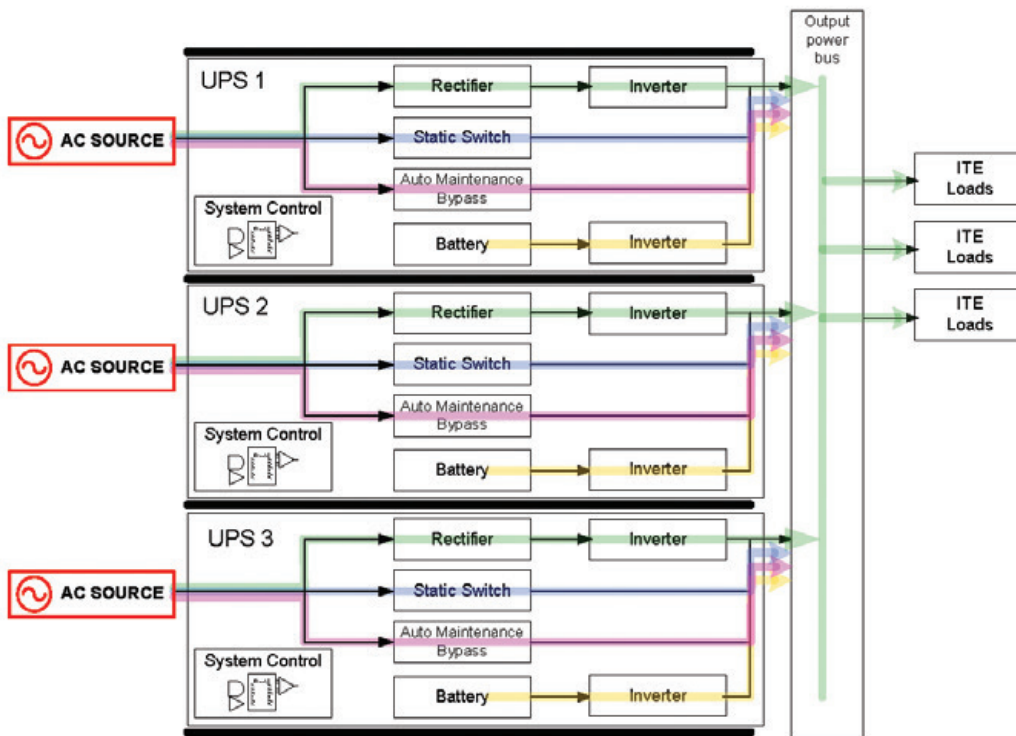 Output
power
bus
UPS 1
Rectifier
Inverter
AC SOURCE
Static Switch
Auto Maintenance
Bypass
System Control
Battery
Inverter
ITE
Loads
ITE
Loads
ITE
Loads
UPS 2
Rectifier
Inverter
AC SOURCE
Static Switch
Auto Maintenance
Bypass
System Control
Battery
Inverter
UPS 3
Rectifier
Inverter
AC SOURCE
Static Switch
Auto Maintenance
Bypass
System Control
Battery
Inverter